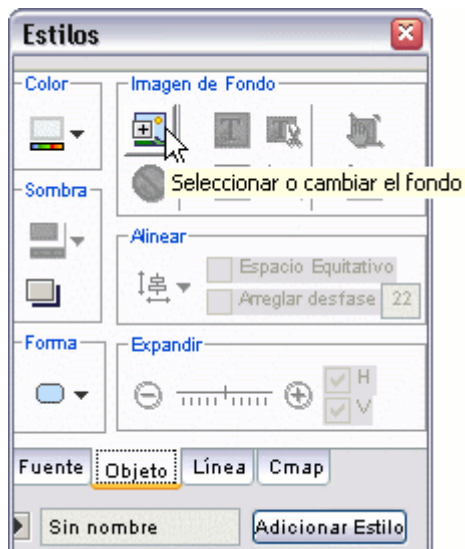 Estilos
Color
Imagen de Fondo
Seleccionar o cambiar el fondo
Sombra
Alinear
Espacio Equitativo
Arreglar desfase 22
Forma
Expandir
H
V
Fuente Objeto Línea Cmap
Sin nombre Adicionar Estilo